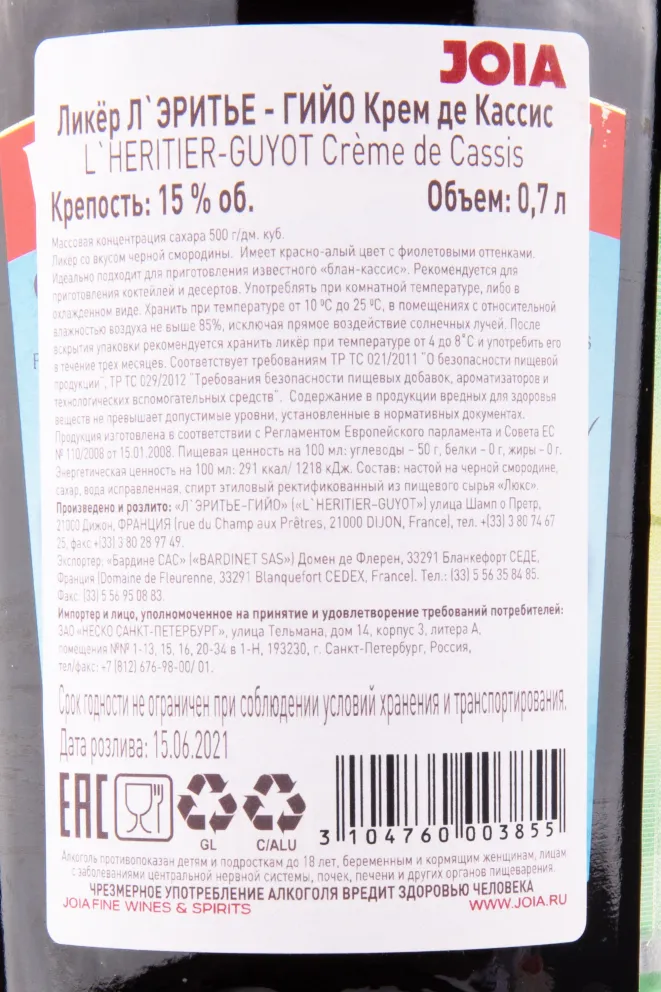 JOIA
Ликёр Л`ЭРИТЬЕ - ГИЙО Крем де Кассис
L`HERITIER-GUYOT Crème de Cassis
Крепость: 15 % об. Объем: 0,7 л
Массовая концентрация сахара 500 г/дм. куб.
Ликёр со вкусом черной смородины. Имеет красно-алый цвет с фиолетовыми оттенками.
Идеально подходит для приготовления известного «блан-кассис». Рекомендуется для
приготовления коктейлей и десертов. Употреблять при комнатной температуре, либо в
охлажденном виде. Хранить при температуре от 10 ºС до 25 ºС, в помещениях с относительной
влажностью воздуха не выше 85%, исключая прямое воздействие солнечных лучей. После
вскрытия упаковки рекомендуется хранить ликёр при температуре от 4 до 8˚С и употребить его
в течение трех месяцев. Соответствует требованиям ТР ТС 021/2011 "О безопасности пищевой
продукции", ТР ТС 029/2012 "Требования безопасности пищевых добавок, ароматизаторов и
технологических вспомогательных средств". Содержание в продукции вредных для здоровья
веществ не превышает допустимые уровни, установленные в нормативных документах.
Продукция изготовлена в соответствии с Регламентом Европейского парламента и Совета ЕС
№ 110/2008 от 15.01.2008. Пищевая ценность на 100 мл: углеводы – 50 г, белки – 0 г, жиры – 0 г.
Энергетическая ценность на 100 мл: 291 ккал/ 1218 кДж. Состав: настой на черной смородине,
сахар, вода исправленная, спирт этиловый ректификованный из пищевого сырья «Люкс».
Произведено и розлито: «Л`ЭРИТЬЕ-ГИЙО» («L`HERITIER-GUYOT») улица Шамп о Претр,
21000 Дижон, ФРАНЦИЯ (rue du Champ aux Prêtres, 21000 DIJON, France), тел. +(33) 3 80 74 67
25, факс +(33) 3 80 28 97 49.
Экспортер: «Бардине САС» («BARDINET SAS») Домен де Флерен, 33291 Бланкефорт СЕДЕ,
Франция (Domaine de Fleurenne, 33291 Blanquefort CEDEX, France). Тел.: (33) 5 56 35 84 85.
Факс: (33) 5 56 95 08 83.
Импортер и лицо, уполномоченное на принятие и удовлетворение требований потребителей:
ЗАО «НЕСКО САНКТ-ПЕТЕРБУРГ», улица Тельмана, дом 14, корпус 3, литера А,
помещения №№ 1-13, 15, 16, 20-34 в 1-Н, 193230, г. Санкт-Петербург, Россия,
тел/факс: +7 (812) 676-98-00/ 01.
Срок годности не ограничен при соблюдении условий хранения и транспортирования.
Дата розлива: 15.06.2021
ЕАС
GL C/ALU
3 104760 003855
Алкоголь противопоказан детям и подросткам до 18 лет, беременным и кормящим женщинам, лицам
с заболеваниями центральной нервной системы, почек, печени и других органов пищеварения.
ЧРЕЗМЕРНОЕ УПОТРЕБЛЕНИЕ АЛКОГОЛЯ ВРЕДИТ ЗДОРОВЬЮ ЧЕЛОВЕКА
JOIA FINE WINES & SPIRITS WWW.JOIA.RU